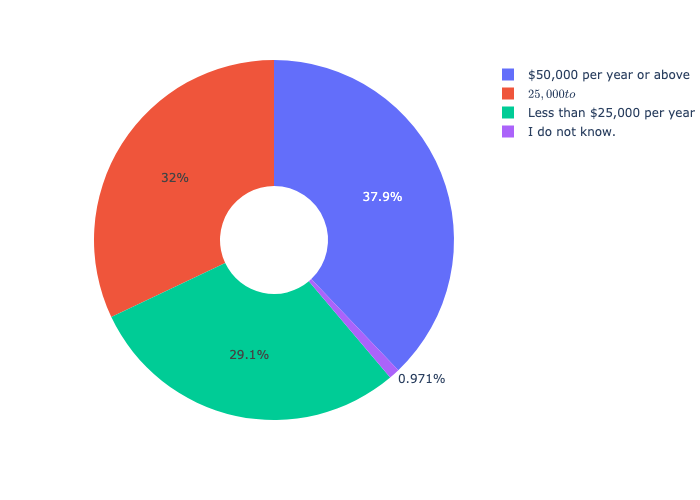 $50,000 per year or above
25,000to
Less than $25,000 per year
I do not know.
32%
37.9%
29.1%
0.971%